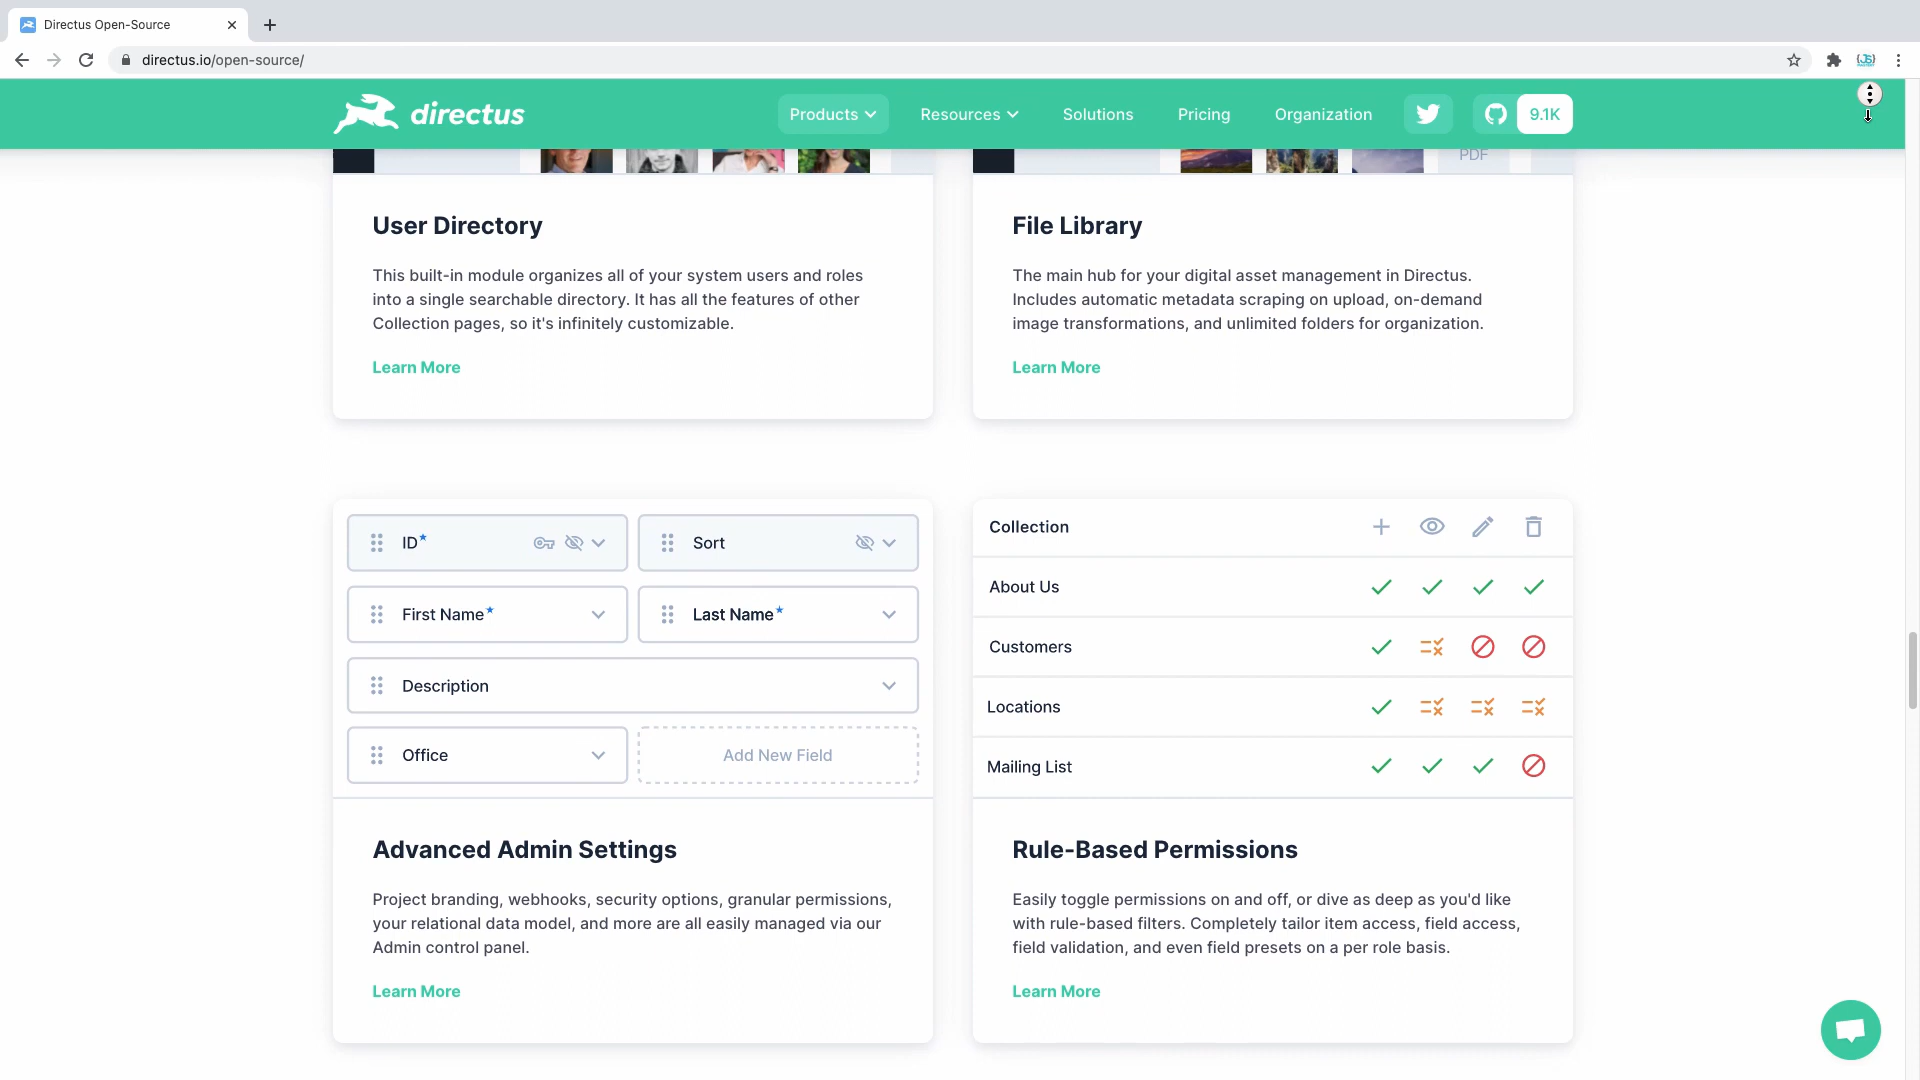 Directus Open-Source
directus.io/open-source/
directus
Products
Resources
Solutions
Pricing
Organization
9.1K
PDF
User Directory
This built-in module organizes all of your system users and roles
into a single searchable directory. It has all the features of other
Collection pages, so it's infinitely customizable.
Learn More
File Library
The main hub for your digital asset management in Directus.
Includes automatic metadata scraping on upload, on-demand
image transformations, and unlimited folders for organization.
Learn More
ID*
Sort
First Name*
Last Name*
Description
Office
Add New Field
Advanced Admin Settings
Project branding, webhooks, security options, granular permissions,
your relational data model, and more are all easily managed via our
Admin control panel.
Learn More
Collection
About Us
Customers
Locations
Mailing List
Rule-Based Permissions
Easily toggle permissions on and off, or dive as deep as you'd like
with rule-based filters. Completely tailor item access, field access,
field validation, and even field presets on a per role basis.
Learn More